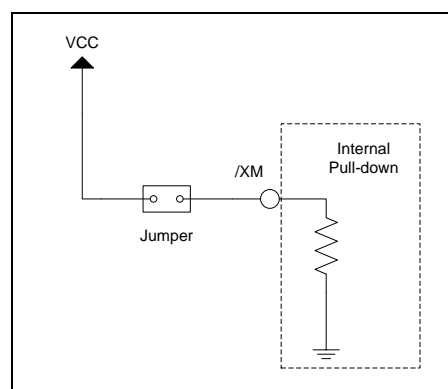 VCC
Internal
Pull-down
/XM
Jumper